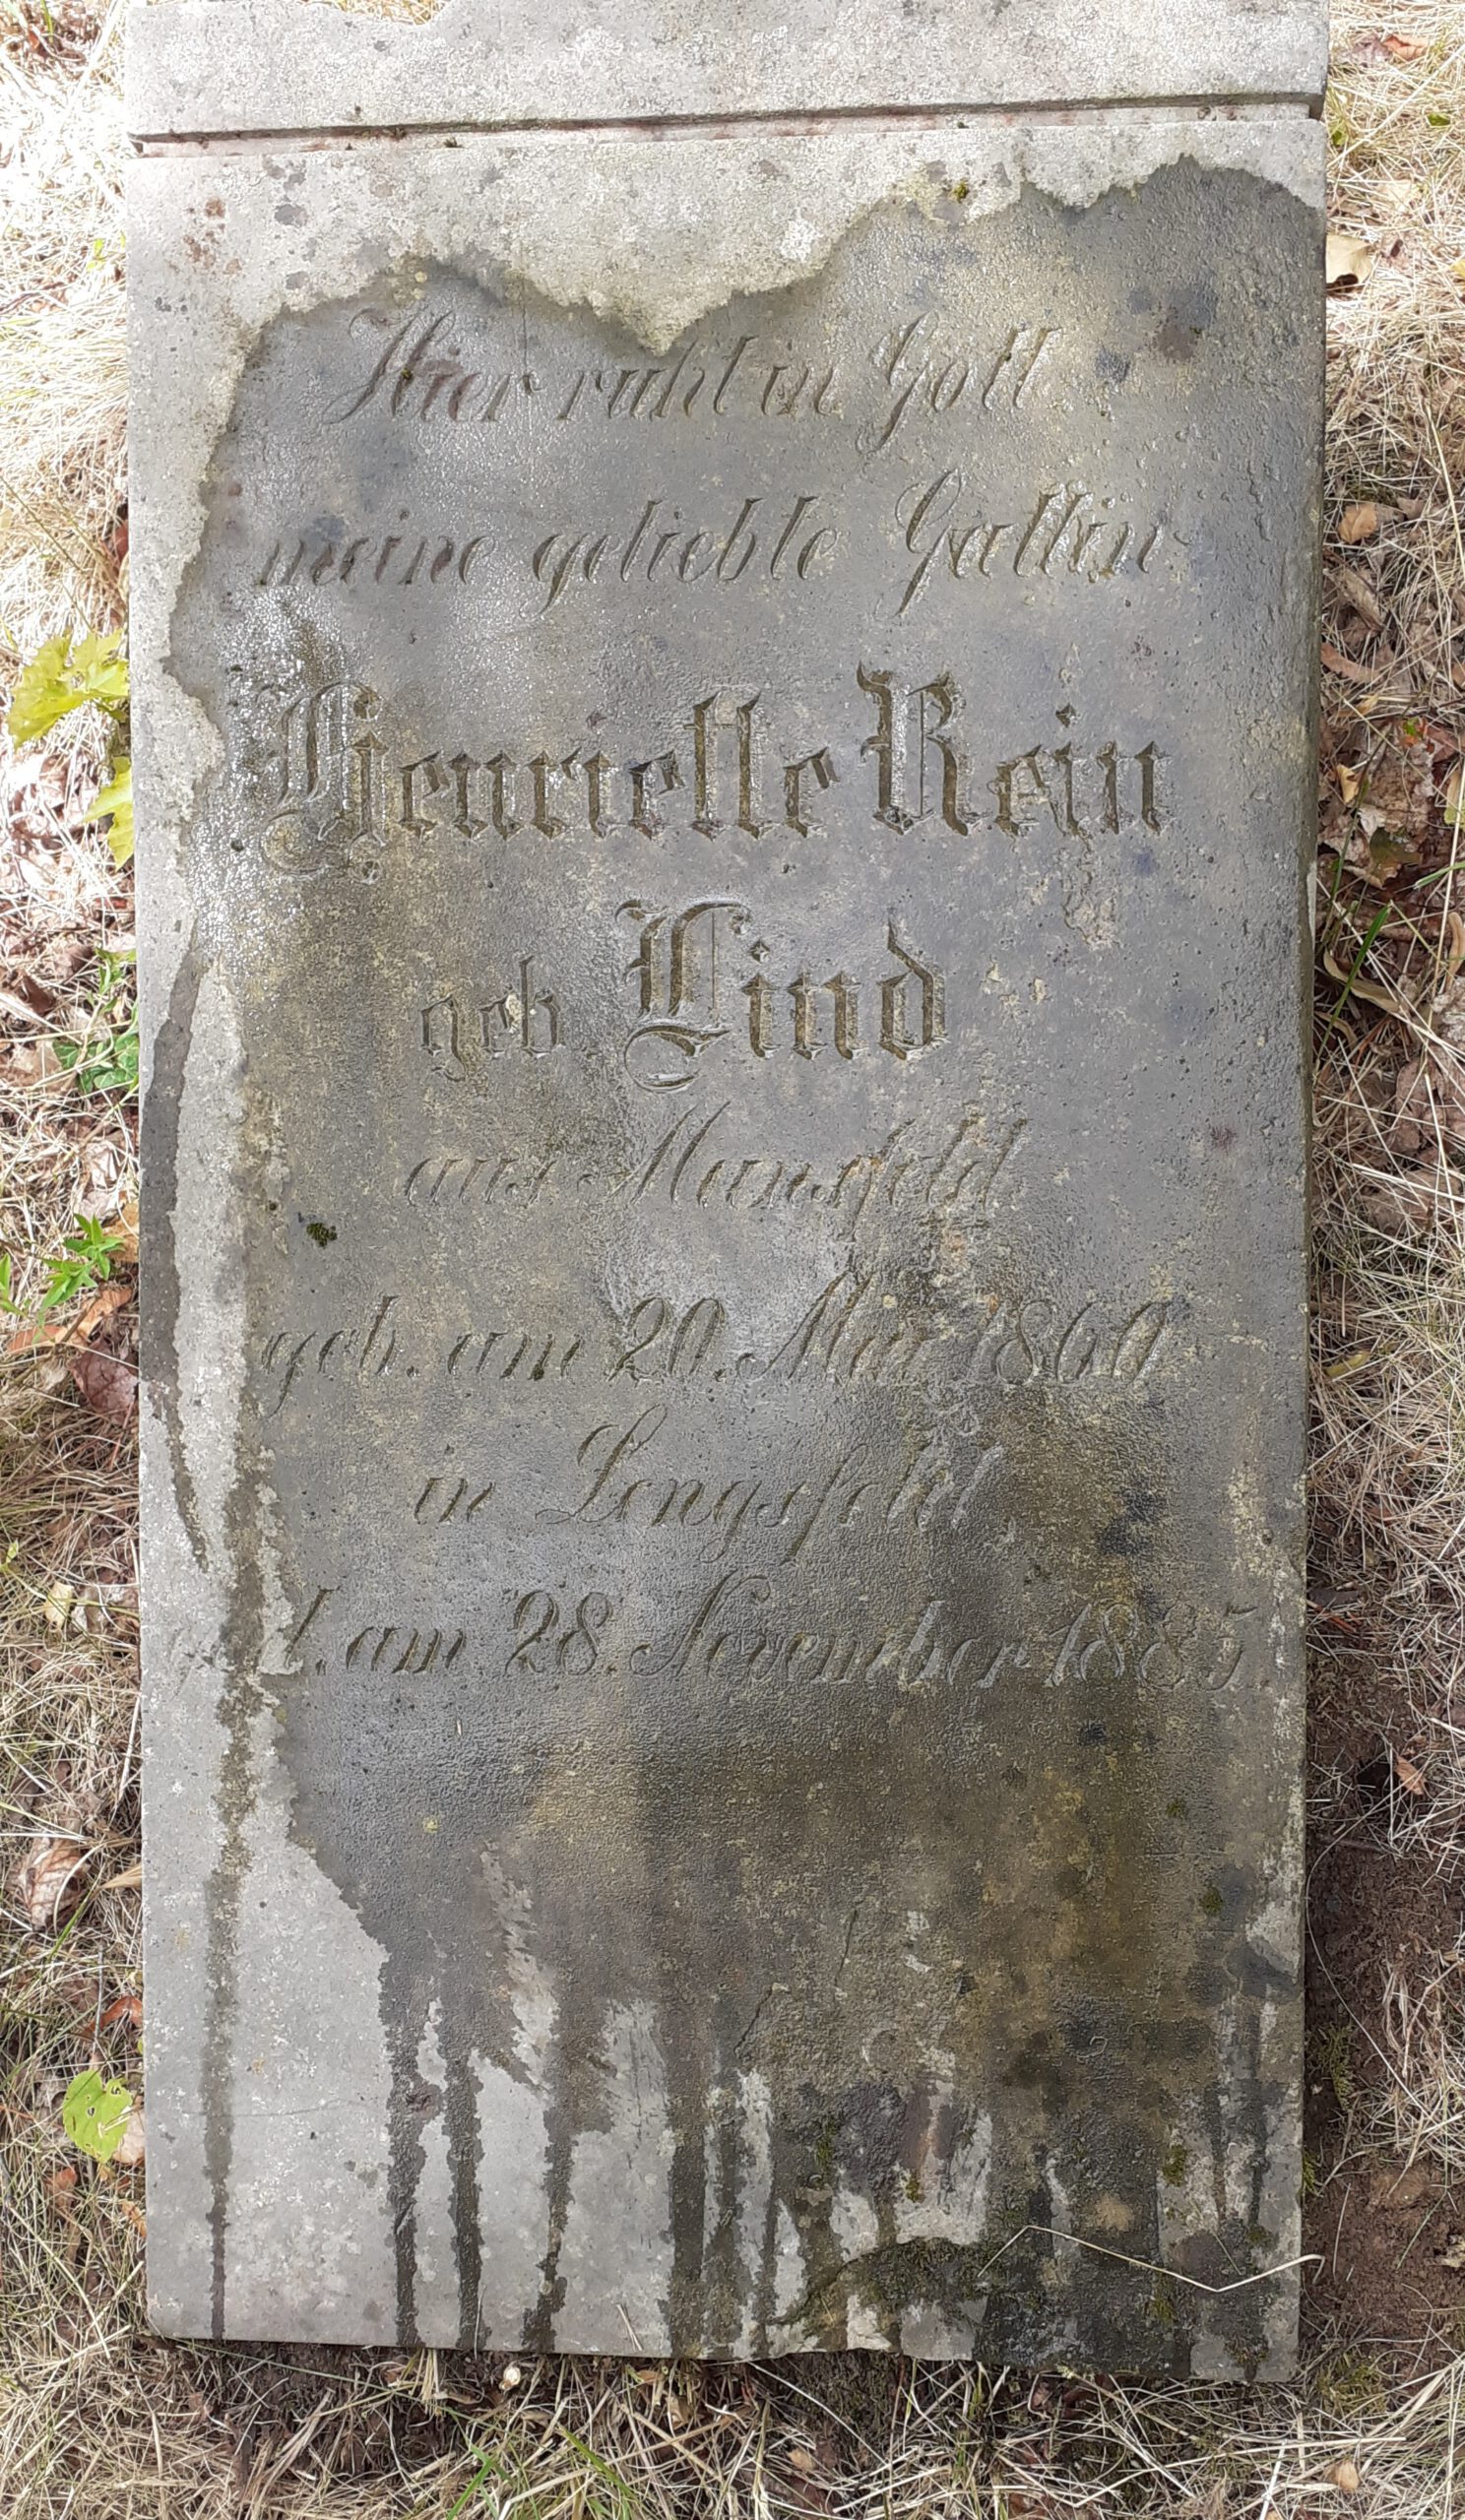 Hier ruht in Gott
meine geliebte Gattin
Henriette Rein
geb. Lind
aus Mansfeld
geb. am 20. Mai 1860
in Lengsfeld
gest. am 28. November 1885.